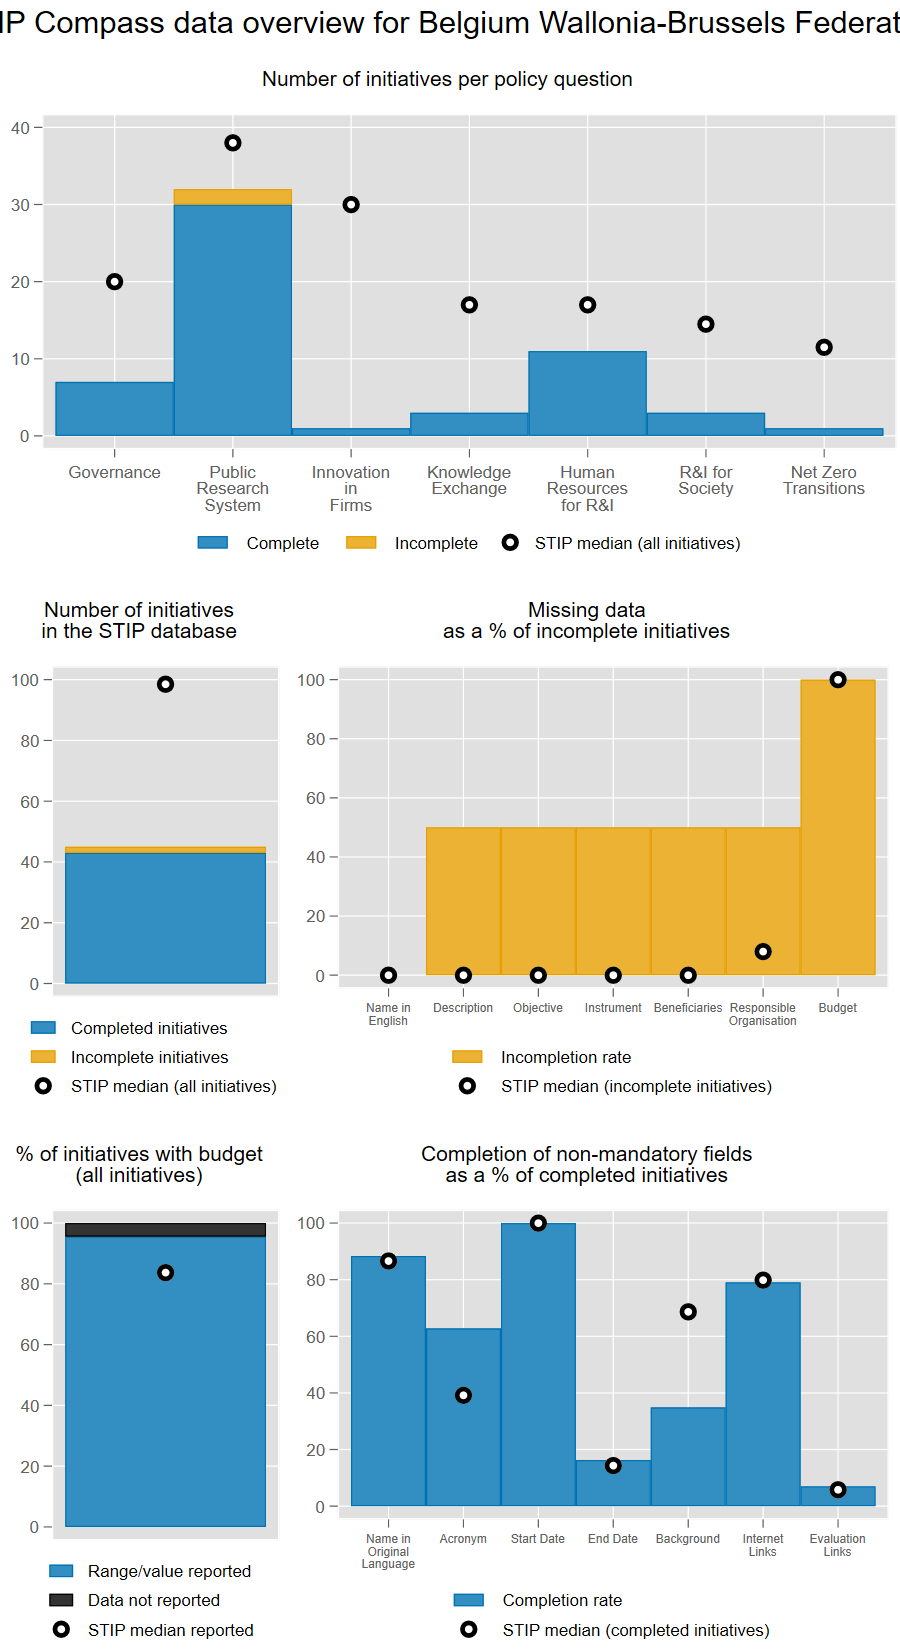 IP Compass data overview for Belgium Wallonia-Brussels Federat
Number of initiatives per policy question
40
30
20
10
0
Governance
Public
Research
System
Innovation
in
Firms
Knowledge
Exchange
Human
Resources
for R&I
R&I for
Society
Net Zero
Transitions
Complete
Incomplete
STIP median (all initiatives)
Number of initiatives
in the STIP database
100
80
60
40
20
0
Completed initiatives
Incomplete initiatives
STIP median (all initiatives)
Missing data
as a % of incomplete initiatives
100
80
60
40
20
0
Name in
English
Description
Objective
Instrument
Beneficiaries
Responsible
Organisation
Budget
Incompletion rate
STIP median (incomplete initiatives)
% of initiatives with budget
(all initiatives)
100
80
60
40
20
0
Range/value reported
Data not reported
STIP median reported
Completion of non-mandatory fields
as a % of completed initiatives
100
80
60
40
20
0
Name in
Original
Language
Acronym
Start Date
End Date
Background
Internet
Links
Evaluation
Links
Completion rate
STIP median (completed initiatives)